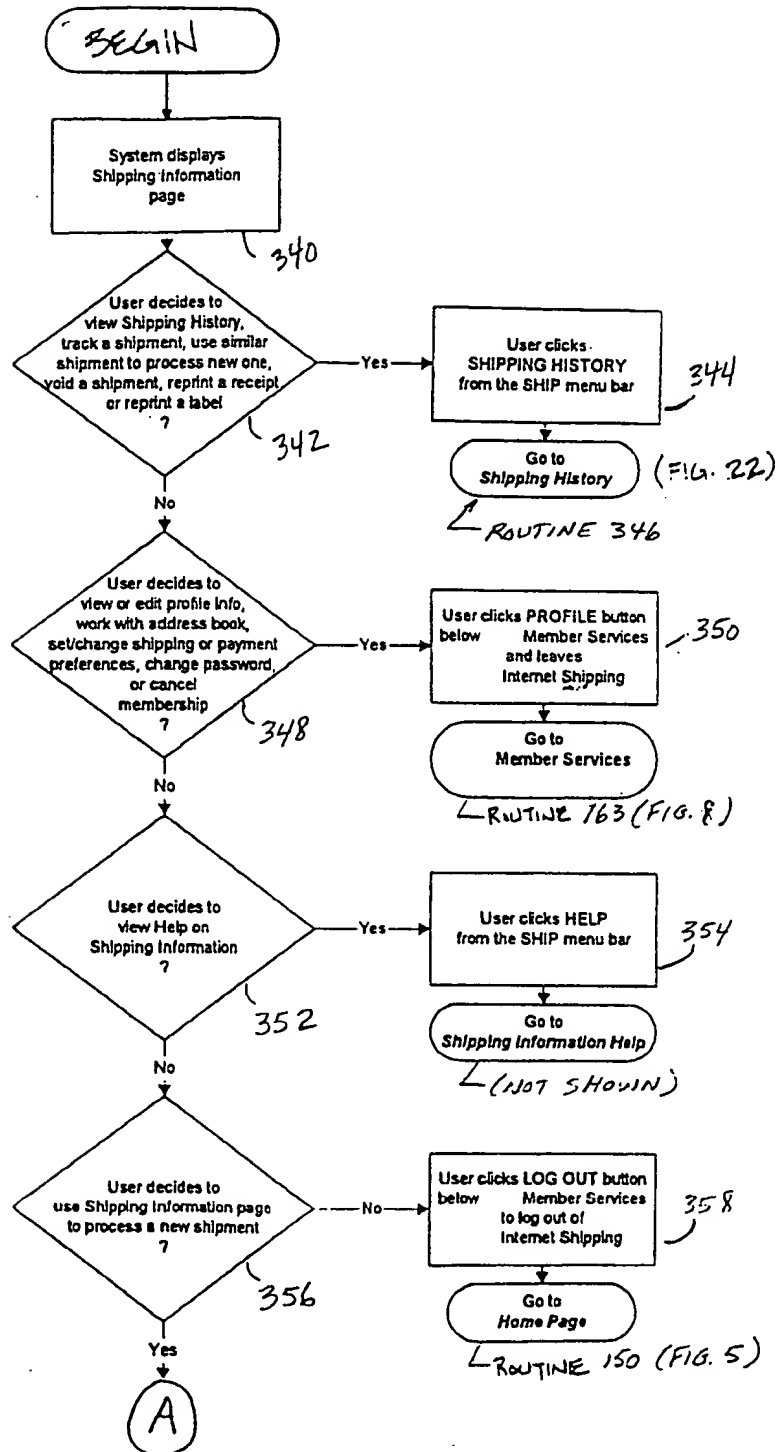 BEGIN
System displays
Shipping Information
page
340
User decides to
view Shipping History,
track a shipment, use similar
shipment to process new one,
void a shipment, reprint a receipt
or reprint a label
?
342
Yes
User clicks
SHIPPING HISTORY
from the SHIP menu bar
344
Go to
Shipping History
(FIG. 22)
ROUTINE 346
No
User decides to
view or edit profile info,
work with address book,
set/change shipping or payment
preferences, change password,
or cancel
membership
?
348
Yes
User clicks PROFILE button
below Member Services
and leaves
Internet Shipping
350
Go to
Member Services
ROUTINE 163 (FIG. 8)
No
User decides to
view Help on
Shipping Information
?
352
Yes
User clicks HELP
from the SHIP menu bar
354
Go to
Shipping Information Help
(NOT SHOWN)
No
User decides to
use Shipping Information page
to process a new shipment
?
356
No
User clicks LOG OUT button
below Member Services
to log out of
Internet Shipping
358
Go to
Home Page
ROUTINE 150 (FIG. 5)
Yes
A